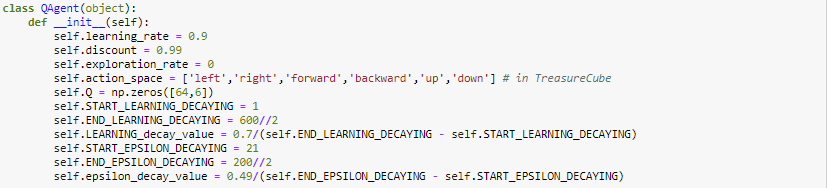 class QAgent(object):
def __init__(self):
self.learning_rate = 0.9
self.discount = 0.99
self.exploration_rate = 0
self.action_space = ['left','right','forward','backward','up','down'] # in TreasureCube
self.Q = np.zeros([64,6])
self.START_LEARNING_DECAYING = 1
self.END_LEARNING_DECAYING = 600//2
self.LEARNING_decay_value = 0.7/(self.END_LEARNING_DECAYING - self.START_LEARNING_DECAYING)
self.START_EPSILON_DECAYING = 21
self.END_EPSILON_DECAYING = 200//2
self.epsilon_decay_value = 0.49/(self.END_EPSILON_DECAYING - self.START_EPSILON_DECAYING)